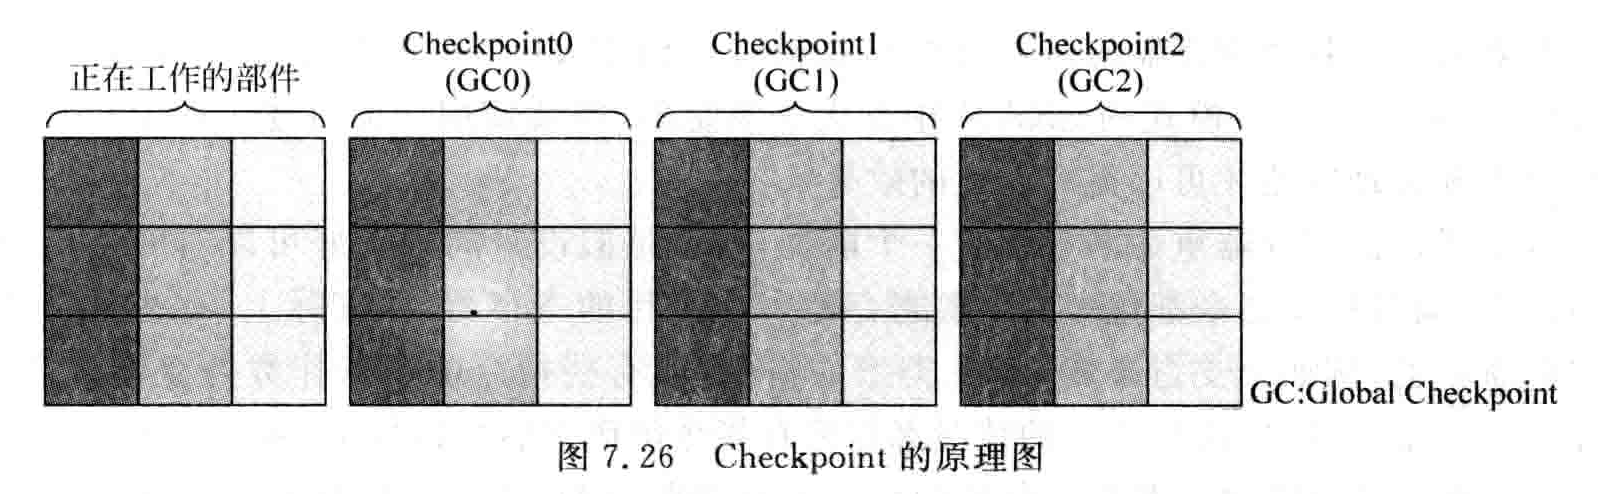 正在工作的部件
Checkpoint0
(GC0)
Checkpoint1
(GC1)
Checkpoint2
(GC2)
GC:Global Checkpoint
图 7.26 Checkpoint 的原理图